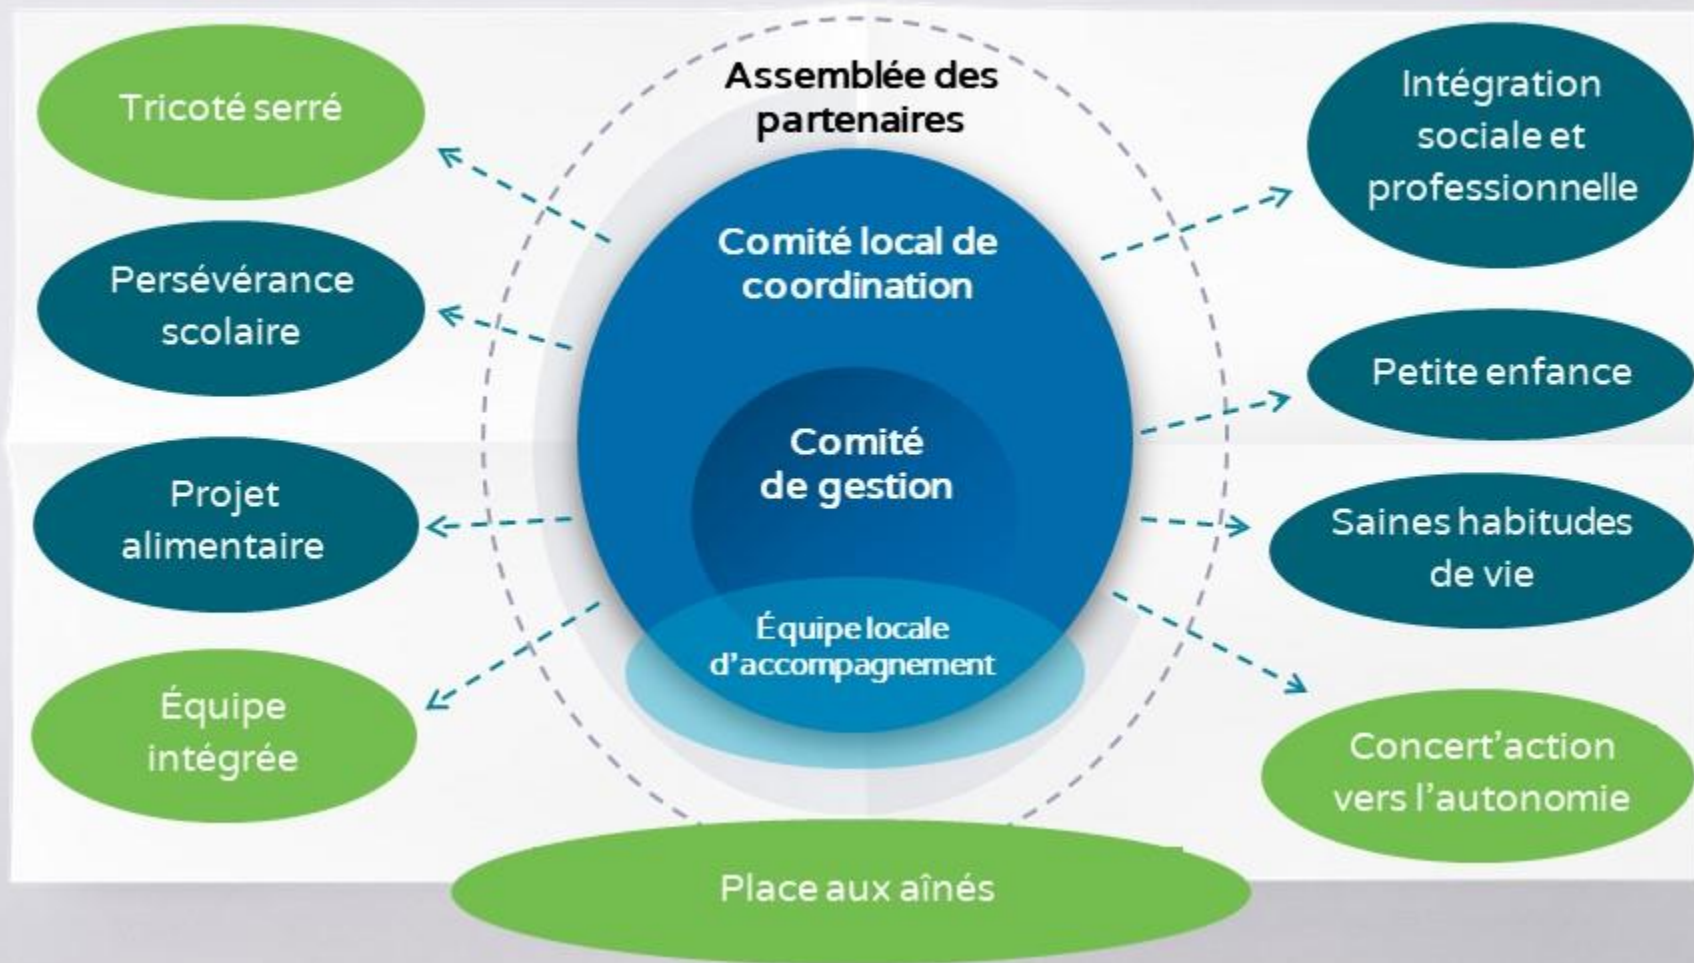 Assemblée des
partenaires
Tricoté serré
Intégration
sociale et
professionnelle
Comité local de
coordination
Persévérance
scolaire
Petite enfance
Comité
de gestion
Projet
alimentaire
Saines habitudes
de vie
Équipe locale
d'accompagnement
Équipe
intégrée
Concert'action
vers l'autonomie
Place aux aînés